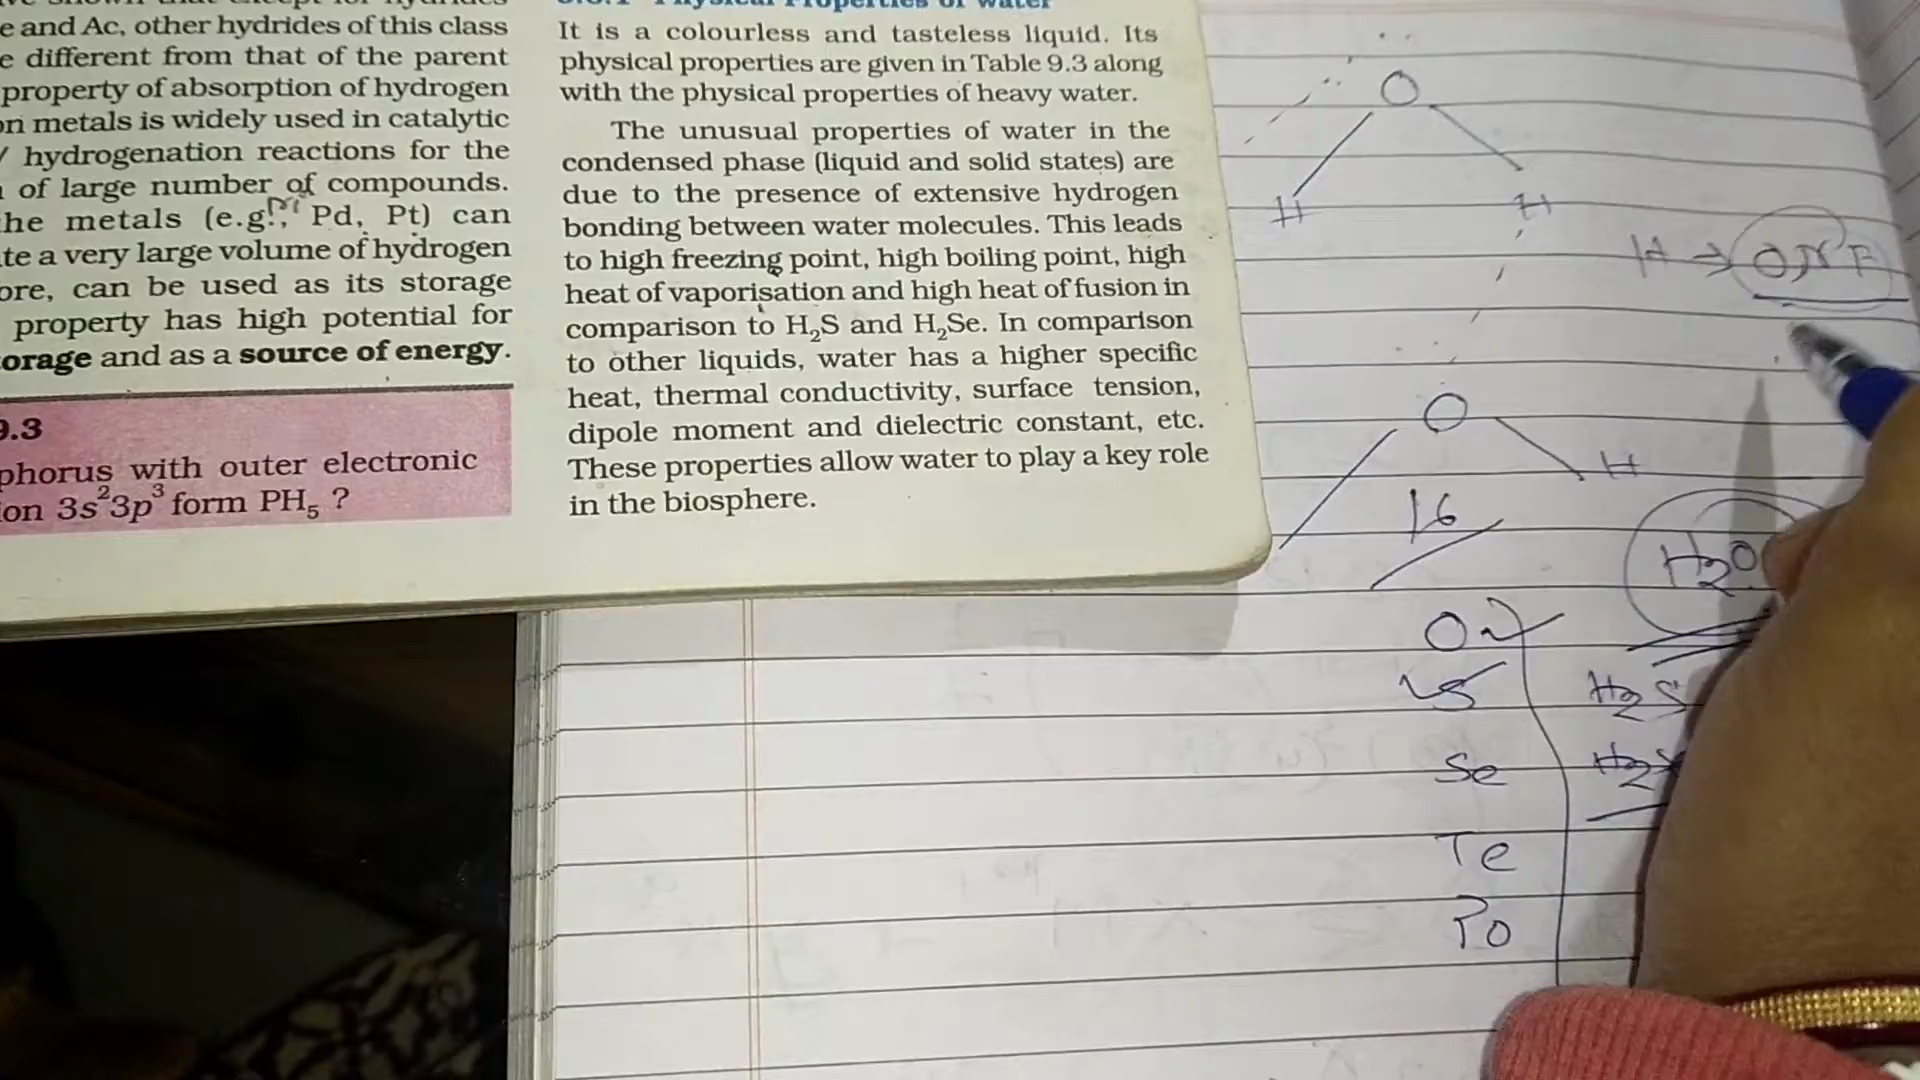 e and Ac, other hydrides of this class
e different from that of the parent
property of absorption of hydrogen
on metals is widely used in catalytic
/ hydrogenation reactions for the
of large number of compounds.
he metals (e.g., Pd, Pt) can
te a very large volume of hydrogen
ore, can be used as its storage
property has high potential for
orage and as a source of energy.
9.3
phorus with outer electronic
ion 3s²3p³ form PH₅ ?
Physical Properties of Water
It is a colourless and tasteless liquid. Its
physical properties are given in Table 9.3 along
with the physical properties of heavy water.
The unusual properties of water in the
condensed phase (liquid and solid states) are
due to the presence of extensive hydrogen
bonding between water molecules. This leads
to high freezing point, high boiling point, high
heat of vaporisation and high heat of fusion in
comparison to H₂S and H₂Se. In comparison
to other liquids, water has a higher specific
heat, thermal conductivity, surface tension,
dipole moment and dielectric constant, etc.
These properties allow water to play a key role
in the biosphere.
O
H H
H → O N F
O
H
16
H₂O
O
S H₂S
Se
Te
Po